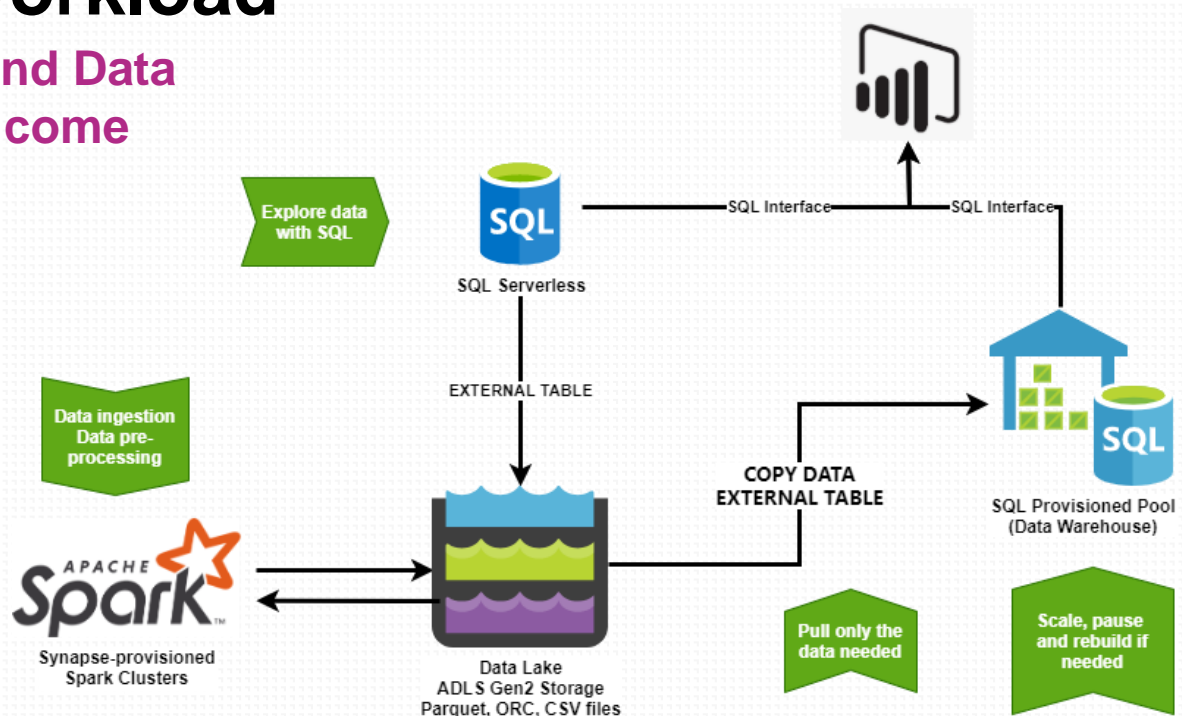 orkload
nd Data
come
Explore data
with SQL
SQL
SQL Serverless
SQL Interface
SQL Interface
EXTERNAL TABLE
Data ingestion
Data pre-
processing
COPY DATA
EXTERNAL TABLE
SQL
SQL Provisioned Pool
(Data Warehouse)
APACHE
Spark
TM
Synapse-provisioned
Spark Clusters
Data Lake
ADLS Gen2 Storage
Parquet, ORC, CSV files
Pull only the
data needed
Scale, pause
and rebuild if
needed